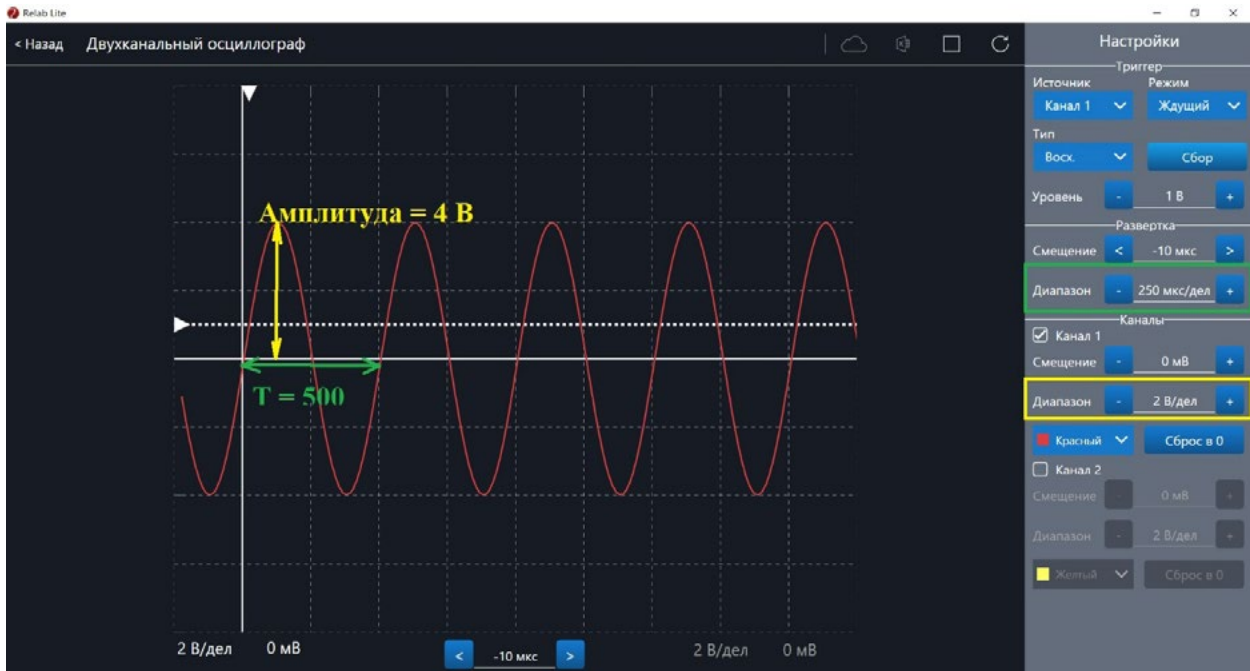 Relab Lite
< Назад Двухканальный осциллограф
Настройки
Триггер
Источник Режим
Канал 1 Ждущий
Тип
Восх. Сбор
Уровень - 1 В +
Развертка
Смещение < -10 мкс >
Диапазон - 250 мкс/дел +
Каналы
Канал 1
Смещение - 0 мВ +
Диапазон - 2 В/дел +
Красный Сброс в 0
Канал 2
Смещение - 0 мВ +
Диапазон - 2 В/дел +
Желтый Сброс в 0
Амплитуда = 4 В
T = 500
2 В/дел 0 мВ < -10 мкс > 2 В/дел 0 мВ